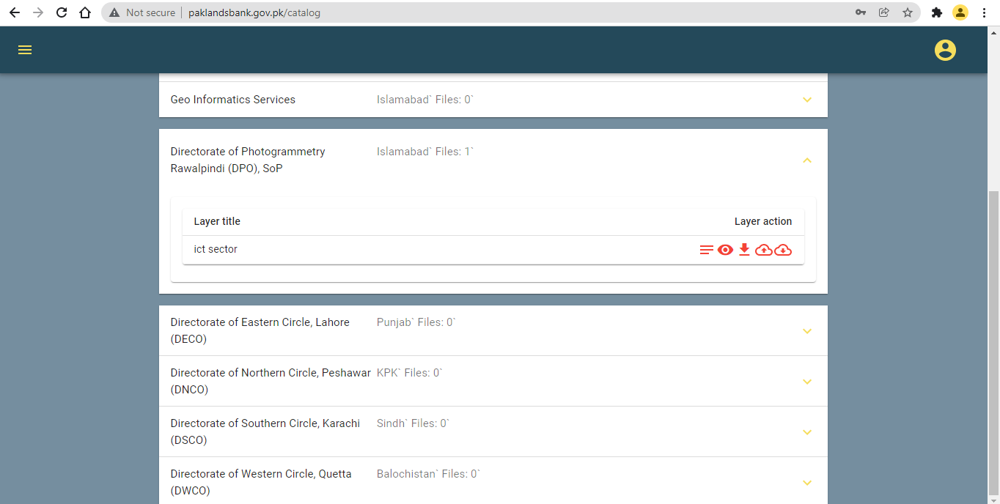 Not secure
paklandsbank.gov.pk/catalog
Geo Informatics Services
Islamabad` Files: 0`
Directorate of Photogrammetry
Rawalpindi (DPO), SoP
Islamabad` Files: 1`
Layer title
Layer action
ict sector
Directorate of Eastern Circle, Lahore
(DECO)
Punjab` Files: 0`
Directorate of Northern Circle, Peshawar
(DNCO)
KPK` Files: 0`
Directorate of Southern Circle, Karachi
(DSCO)
Sindh` Files: 0`
Directorate of Western Circle, Quetta
(DWCO)
Balochistan` Files: 0`